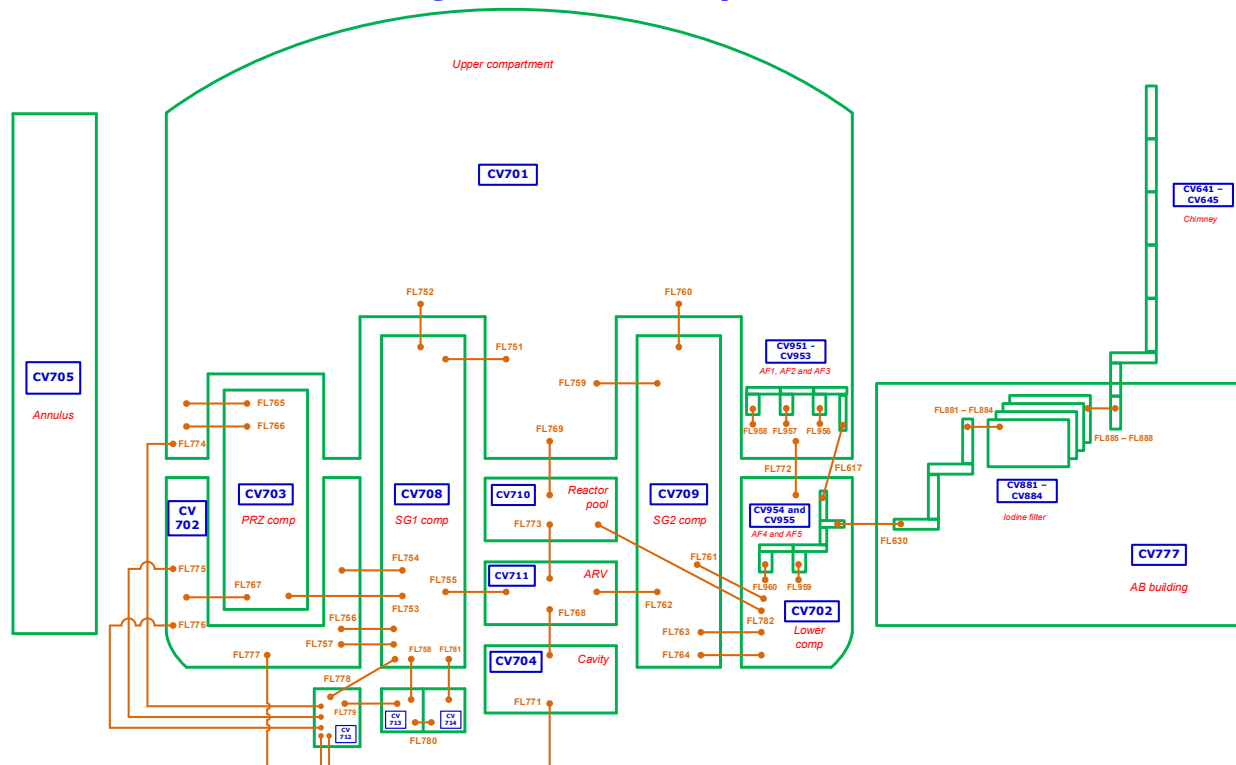 Upper compartment
CV701
CV641 –
CV645
Chimney
FL752
FL760
FL751
CV951 -
CV953
AF1, AF2 and AF3
CV705
Annulus
FL759
FL765
FL766
FL774
FL769
FL958
FL957
FL956
FL881 – FL884
FL885 – FL888
FL772
FL617
CV
702
CV703
PRZ comp
CV708
SG1 comp
CV710
Reactor
pool
CV709
SG2 comp
CV881 –
CV884
Iodine filter
CV954 and
CV955
AF4 and AF5
FL773
FL630
FL754
FL761
CV777
AB building
FL775
FL767
FL755
CV711
ARV
FL762
FL960
FL959
FL753
FL768
CV702
Lower
comp
FL756
FL782
FL776
FL757
FL763
FL758
FL781
FL777
CV704
Cavity
FL764
FL778
FL779
FL771
CV
713
CV
714
CV
712
FL780